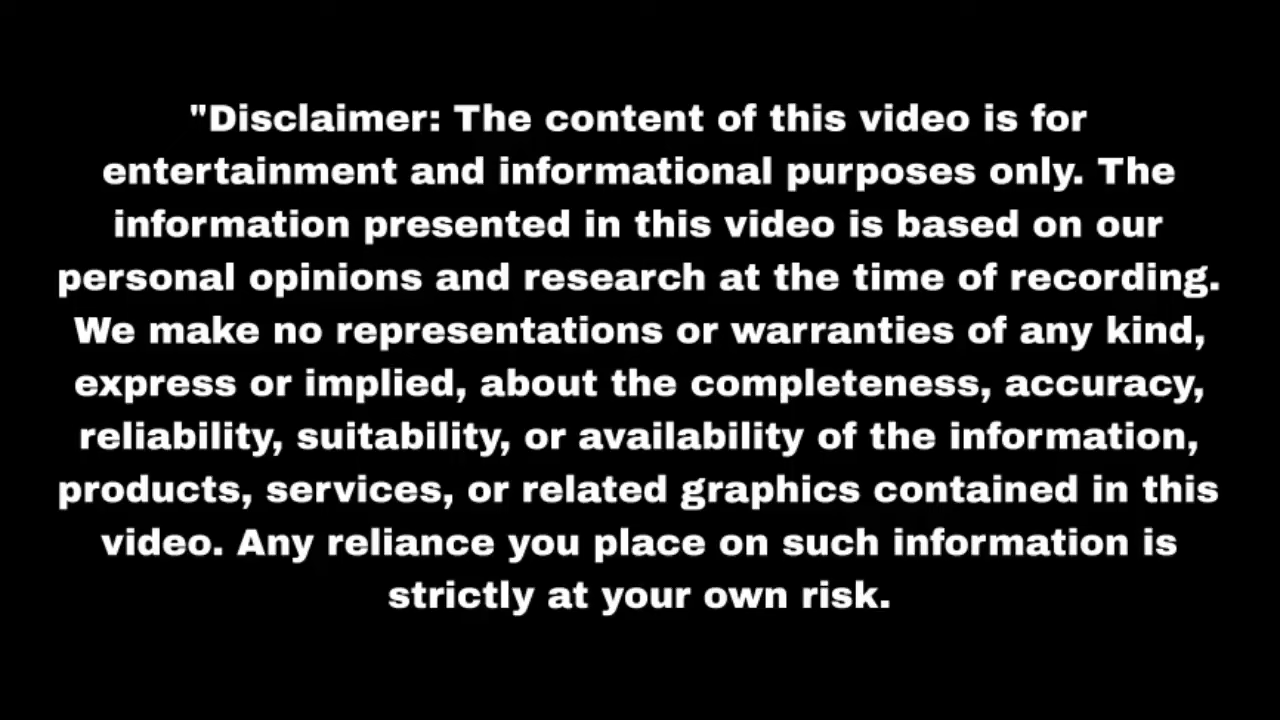 "Disclaimer: The content of this video is for
entertainment and informational purposes only. The
information presented in this video is based on our
personal opinions and research at the time of recording.
We make no representations or warranties of any kind,
express or implied, about the completeness, accuracy,
reliability, suitability, or availability of the information,
products, services, or related graphics contained in this
video. Any reliance you place on such information is
strictly at your own risk.